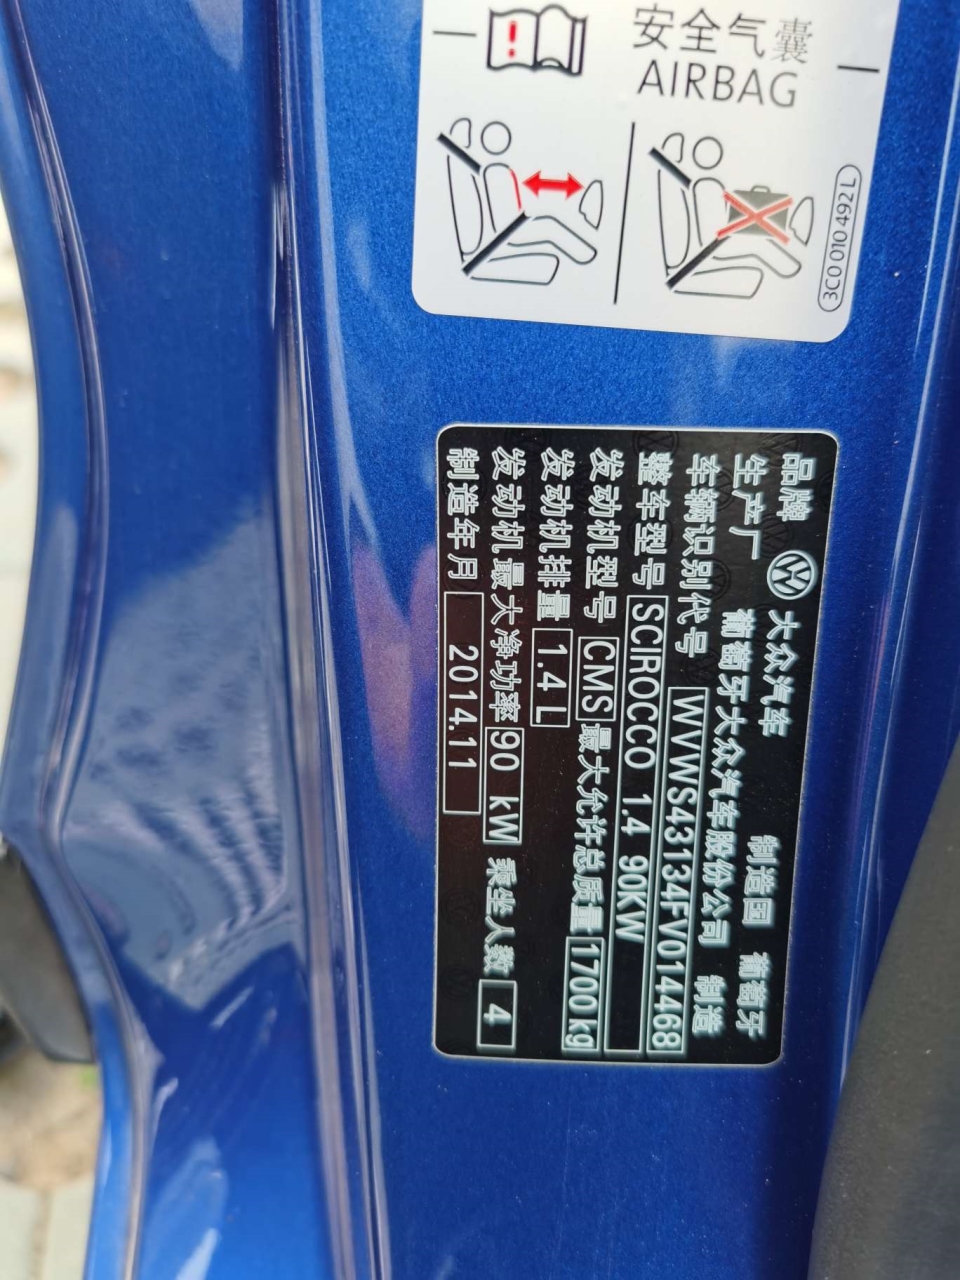 安全气囊
AIRBAG
3C0 010 492 L
品牌 大众汽车 制造国 葡萄牙
生产厂 葡萄牙大众汽车股份公司 制造
车辆识别代号 WVWS43134FV014468
整车型号 SCIROCCO 1.4 90KW
发动机型号 CMS 最大允许总质量 1700kg
发动机排量 1.4L
发动机最大净功率 90 kW 乘坐人数 4
制造年月 2014.11